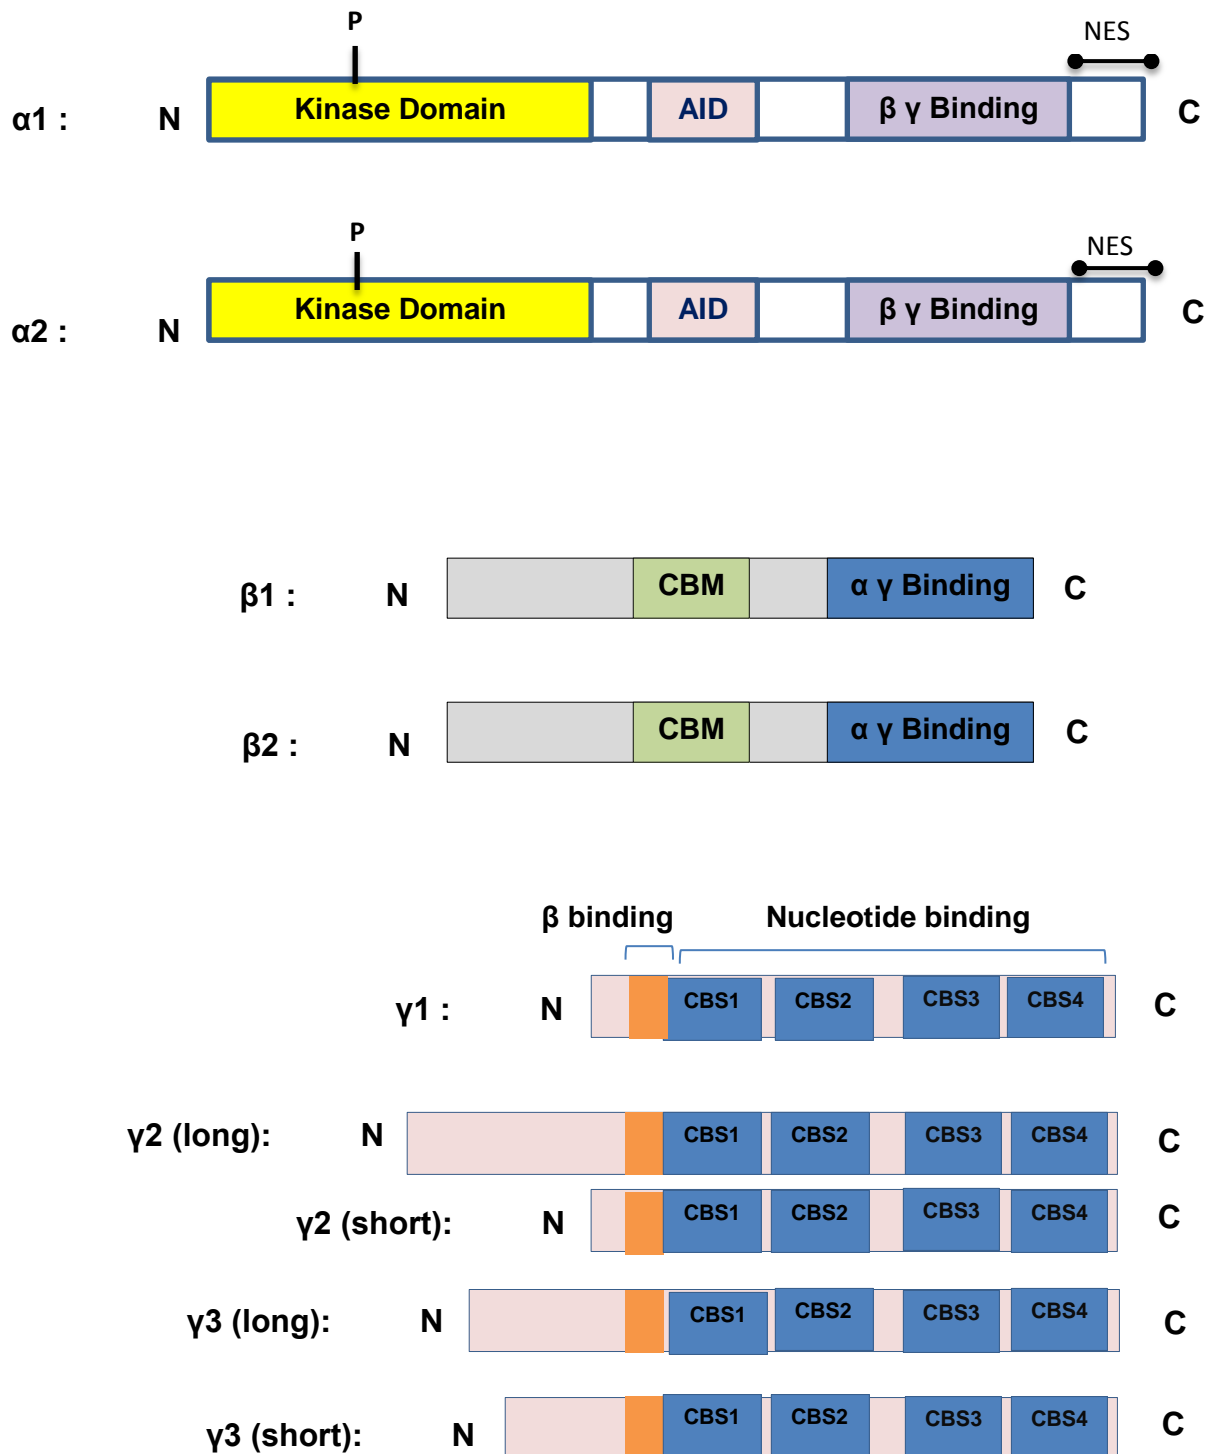 P
NES
α1 : N Kinase Domain AID β γ Binding C
P
NES
α2 : N Kinase Domain AID β γ Binding C
β1 : N CBM α γ Binding C
β2 : N CBM α γ Binding C
β binding Nucleotide binding
γ1 : N CBS1 CBS2 CBS3 CBS4 C
γ2 (long): N CBS1 CBS2 CBS3 CBS4 C
γ2 (short): N CBS1 CBS2 CBS3 CBS4 C
γ3 (long): N CBS1 CBS2 CBS3 CBS4 C
γ3 (short): N CBS1 CBS2 CBS3 CBS4 C